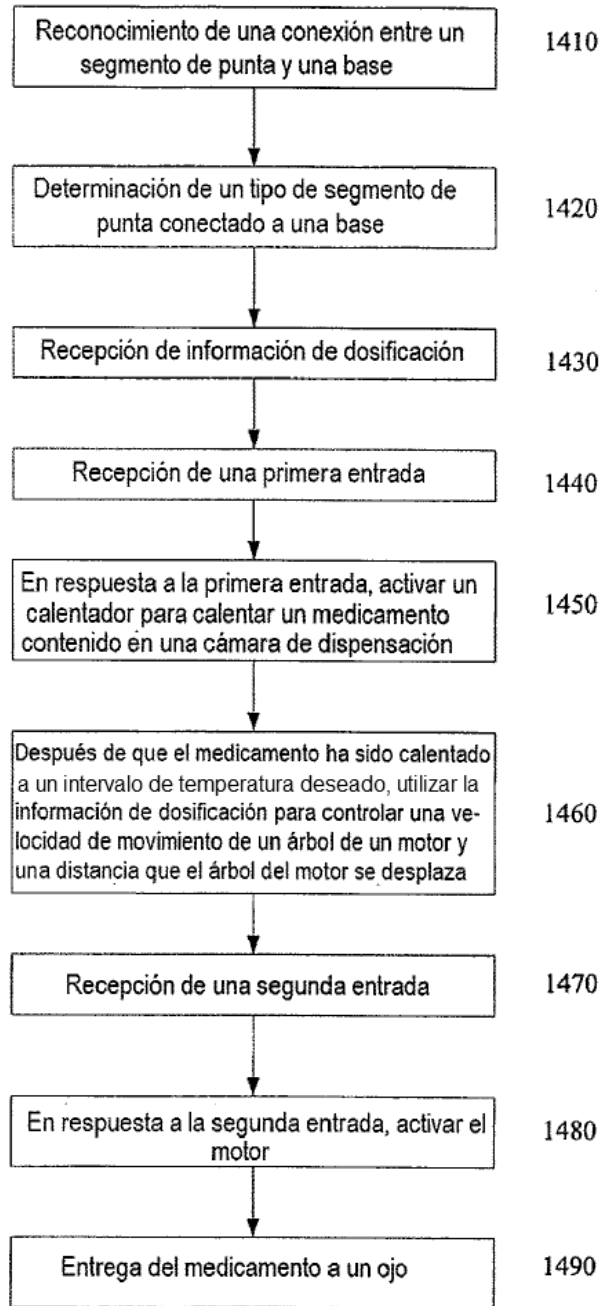 Reconocimiento de una conexión entre un
segmento de punta y una base
1410
Determinación de un tipo de segmento de
punta conectado a una base
1420
Recepción de información de dosificación
1430
Recepción de una primera entrada
1440
En respuesta a la primera entrada, activar un
calentador para calentar un medicamento
contenido en una cámara de dispensación
1450
Después de que el medicamento ha sido calentado
a un intervalo de temperatura deseado, utilizar la
información de dosificación para controlar una ve-
locidad de movimiento de un árbol de un motor y
una distancia que el árbol del motor se desplaza
1460
Recepción de una segunda entrada
1470
En respuesta a la segunda entrada, activar el
motor
1480
Entrega del medicamento a un ojo
1490